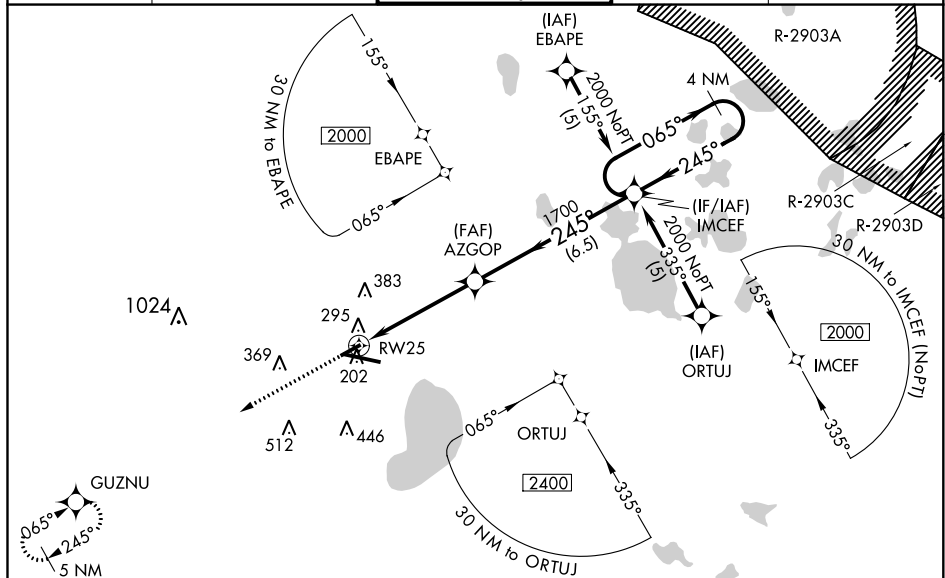 (IAF)
EBAPE
R-2903A
4 NM
155°
30 NM to EBAPE
2000
EBAPE
065°
2000 NoPT
155°
(5)
065°
245°
(IF/IAF)
IMCEF
R-2903C
R-2903D
1700
245°
(6.5)
(FAF)
AZGOP
2000 NoPT
335°
(5)
30 NM to IMCEF (NoPT)
155°
2000
IMCEF
335°
(IAF)
ORTUJ
383
1024
295
RW25
369
202
512
446
065°
ORTUJ
2400
335°
30 NM to ORTUJ
GUZNU
065°
245°
5 NM